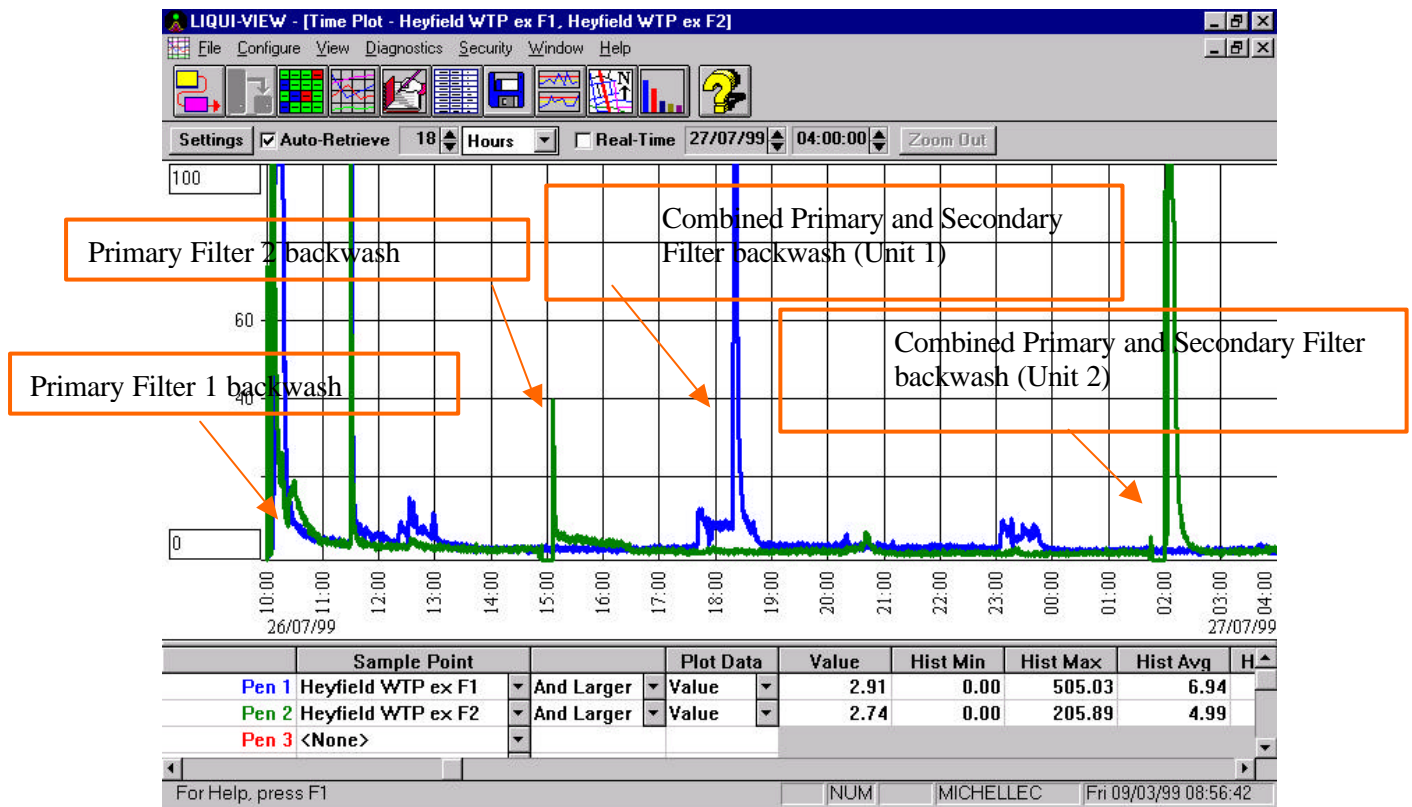 LIQUI-VIEW - [Time Plot - Heyfield WTP ex F1, Heyfield WTP ex F2]
File Configure View Diagnostics Security Window Help
N
Settings Auto-Retrieve 18 Hours Real-Time 27/07/99 04:00:00 Zoom Out
100
Combined Primary and Secondary
Filter backwash (Unit 1)
Primary Filter 2 backwash
60
Combined Primary and Secondary Filter
backwash (Unit 2)
Primary Filter 1 backwash
40
0
10:00 11:00 12:00 13:00 14:00 15:00 16:00 17:00 18:00 19:00 20:00 21:00 22:00 23:00 00:00 01:00 02:00 03:00 04:00
26/07/99 27/07/99
Sample Point Plot Data Value Hist Min Hist Max Hist Avg H
Pen 1 Heyfield WTP ex F1 And Larger Value 2.91 0.00 505.03 6.94
Pen 2 Heyfield WTP ex F2 And Larger Value 2.74 0.00 205.89 4.99
Pen 3 <None>
For Help, press F1 NUM MICHELLEC Fri 09/03/99 08:56:42